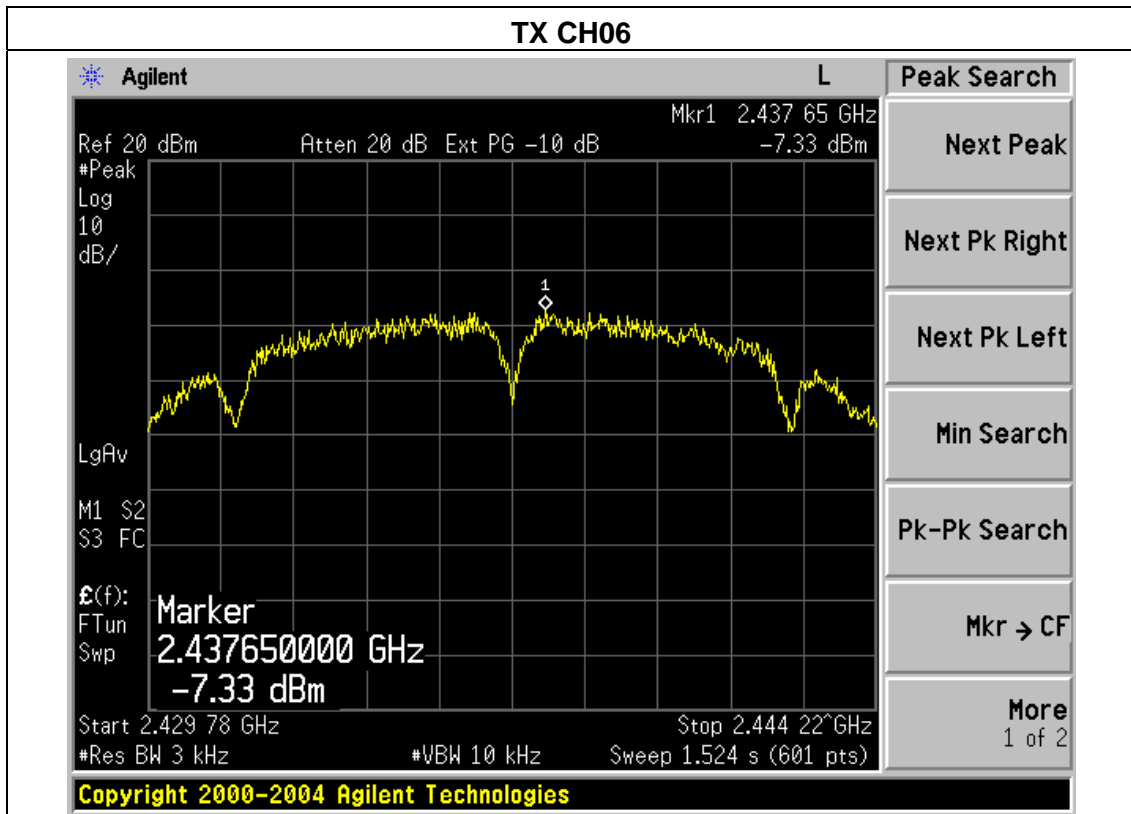 TX CH06
Agilent L Peak Search
Mkr1 2.437 65 GHz
Ref 20 dBm Atten 20 dB Ext PG -10 dB -7.33 dBm
#Peak
Log
10
dB/
1
LgAv
M1 S2
S3 FC
£(f):
FTun
Swp
Marker
2.437650000 GHz
-7.33 dBm
Start 2.429 78 GHz Stop 2.444 22^GHz
#Res BW 3 kHz #VBW 10 kHz Sweep 1.524 s (601 pts)
Copyright 2000-2004 Agilent Technologies
Next Peak
Next Pk Right
Next Pk Left
Min Search
Pk-Pk Search
Mkr → CF
More
1 of 2